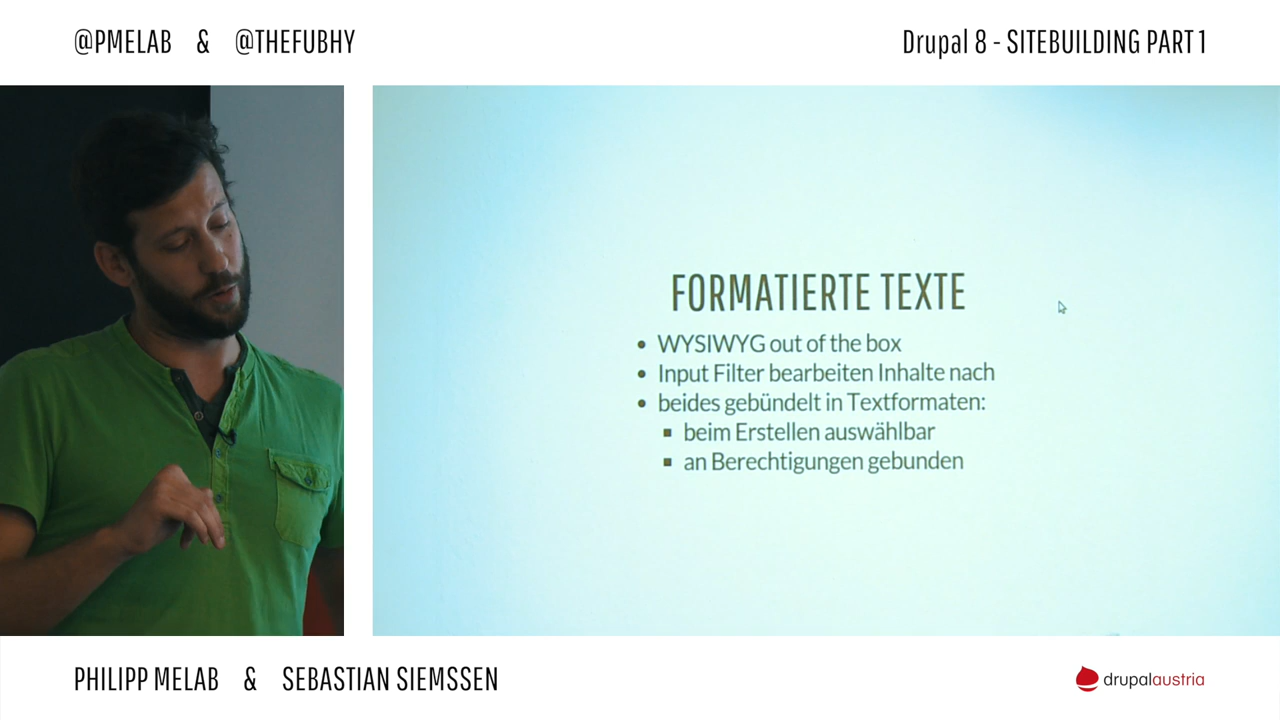 @PMELAB & @THEFUBHY
Drupal 8 - SITEBUILDING PART 1
FORMATIERTE TEXTE
WYSIWYG out of the box
Input Filter bearbeiten Inhalte nach
beides gebündelt in Textformaten:
beim Erstellen auswählbar
an Berechtigungen gebunden
PHILIPP MELAB & SEBASTIAN SIEMSSEN
drupalaustria